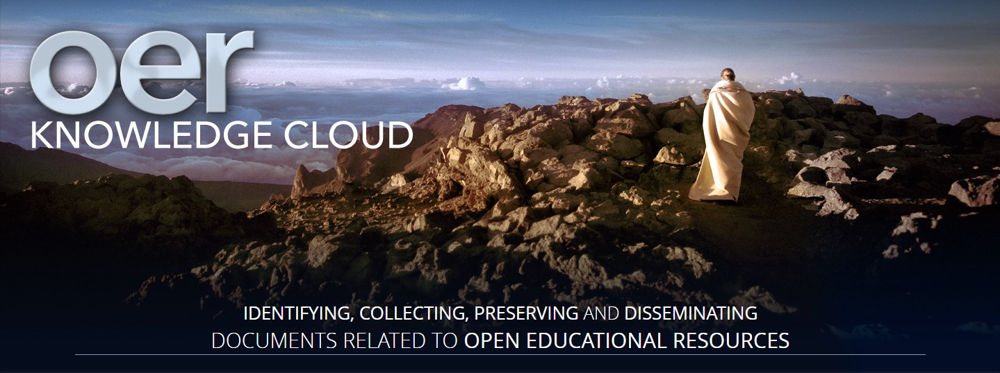 oer
KNOWLEDGE CLOUD
IDENTIFYING, COLLECTING, PRESERVING AND DISSEMINATING
DOCUMENTS RELATED TO OPEN EDUCATIONAL RESOURCES